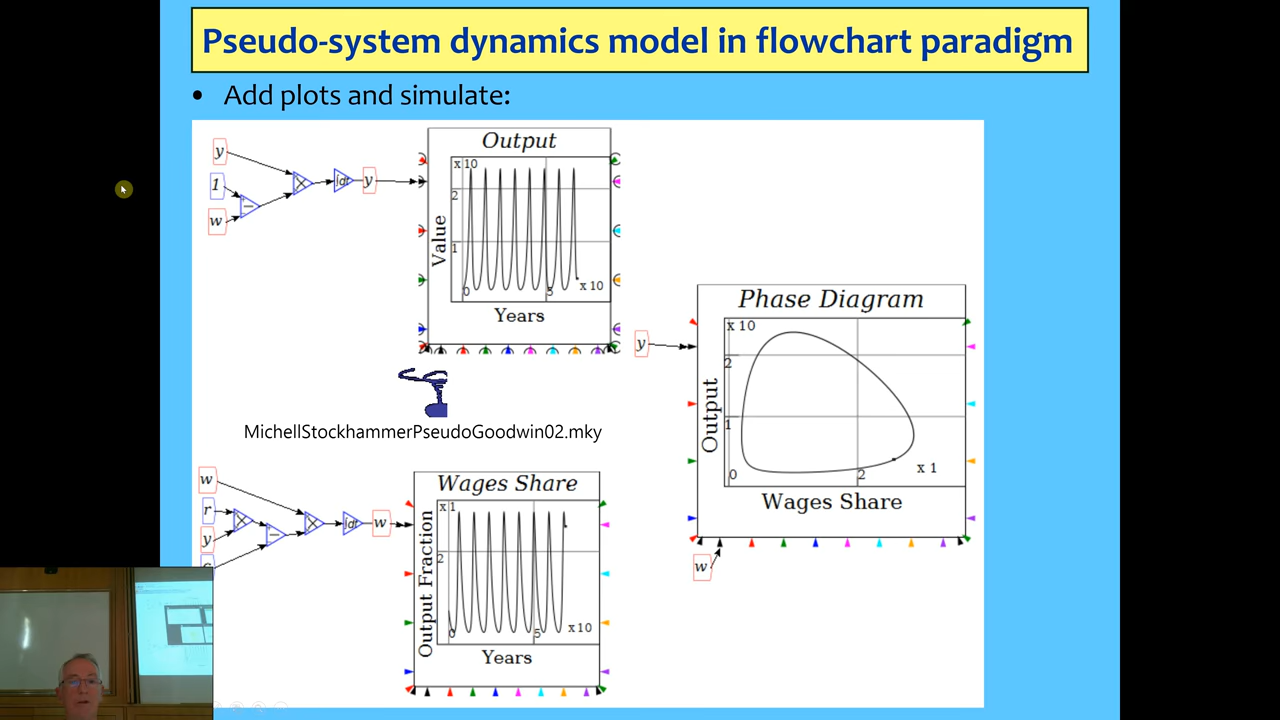 Pseudo-system dynamics model in flowchart paradigm
• Add plots and simulate:
y
1
w
×
−
∫dt
y
Output
x 10
2
1
0
5
x 10
Value
Years
MichellStockhammerPseudoGoodwin02.mky
y
Phase Diagram
x 10
2
1
0
2
x 1
Output
Wages Share
w
w
r
y
×
−
×
∫dt
w
Wages Share
x 1
2
0
5
x 10
Output Fraction
Years